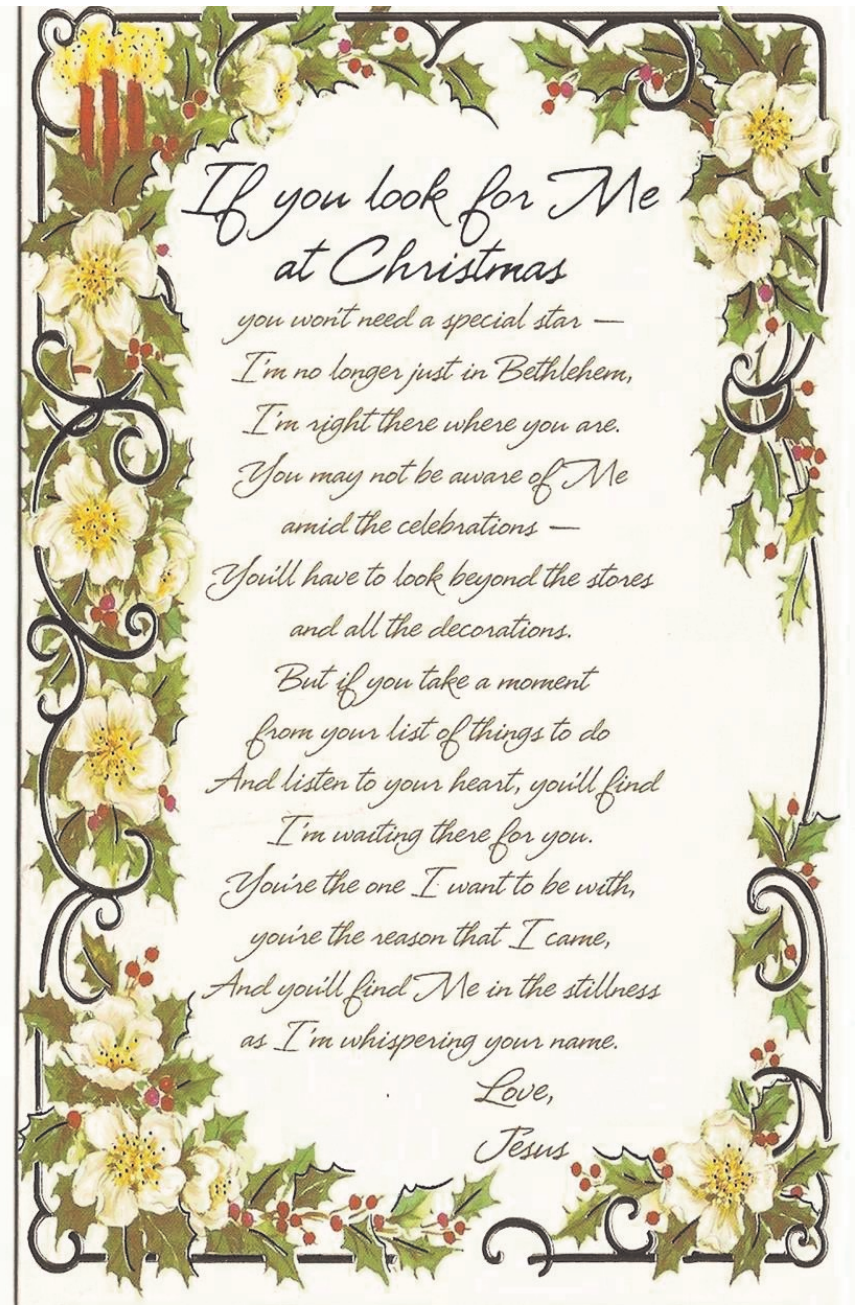 If you look for Me
at Christmas
you won't need a special star —
I'm no longer just in Bethlehem,
I'm right there where you are.
You may not be aware of Me
amid the celebrations —
You'll have to look beyond the stores
and all the decorations.
But if you take a moment
from your list of things to do
And listen to your heart, you'll find
I'm waiting there for you.
You're the one I want to be with,
you're the reason that I came,
And you'll find Me in the stillness
as I'm whispering your name.
Love,
Jesus